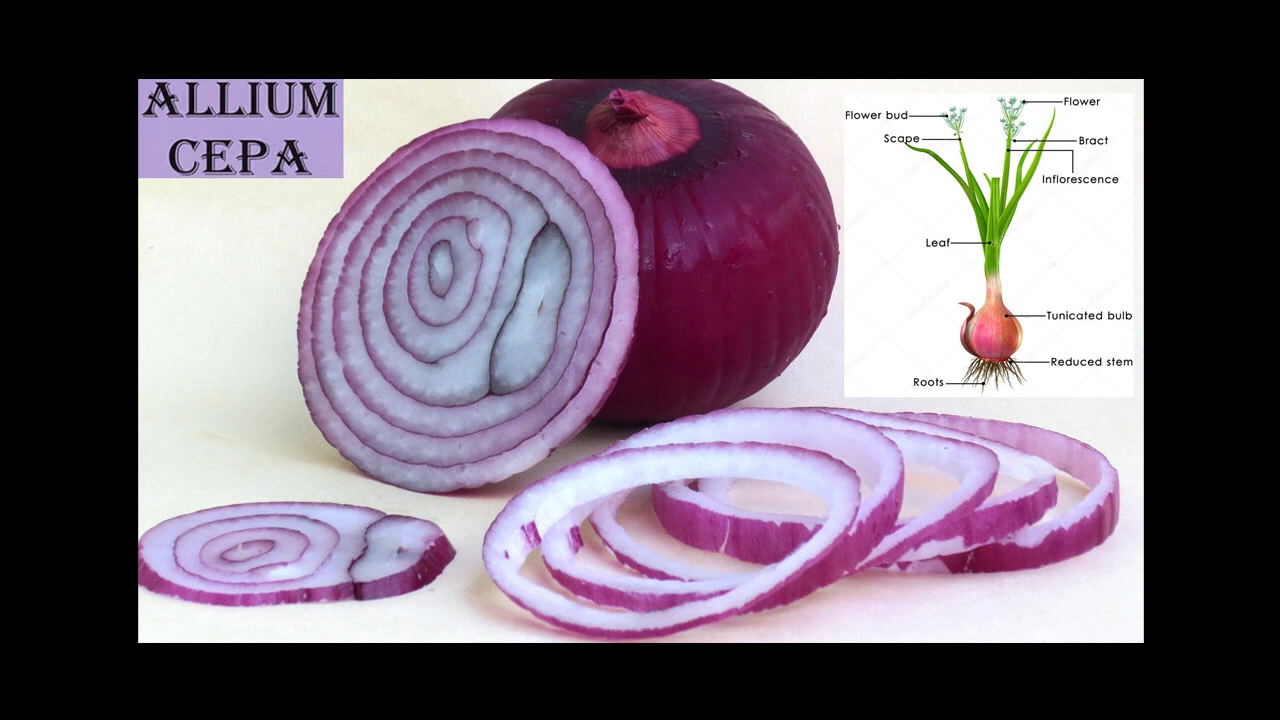 ALLIUM
CEPA
Flower
Flower bud
Scape
Bract
Inflorescence
Leaf
Tunicated bulb
Reduced stem
Roots